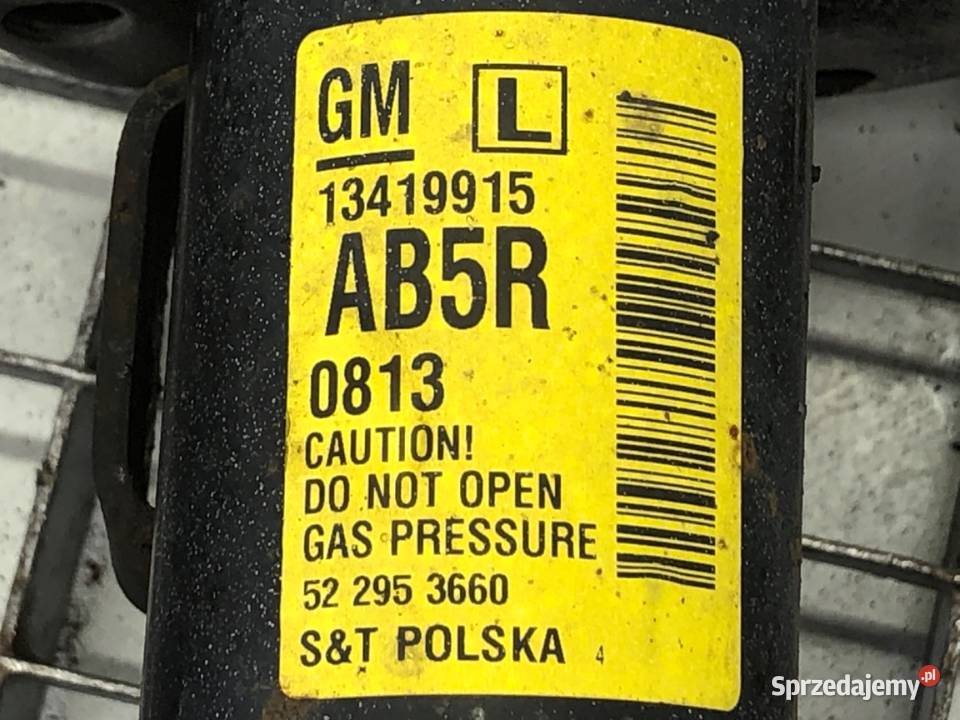 GM L
13419915
AB5R
0813
CAUTION!
DO NOT OPEN
GAS PRESSURE
52 295 3660
S&T POLSKA 4
Sprzedajemy.pl